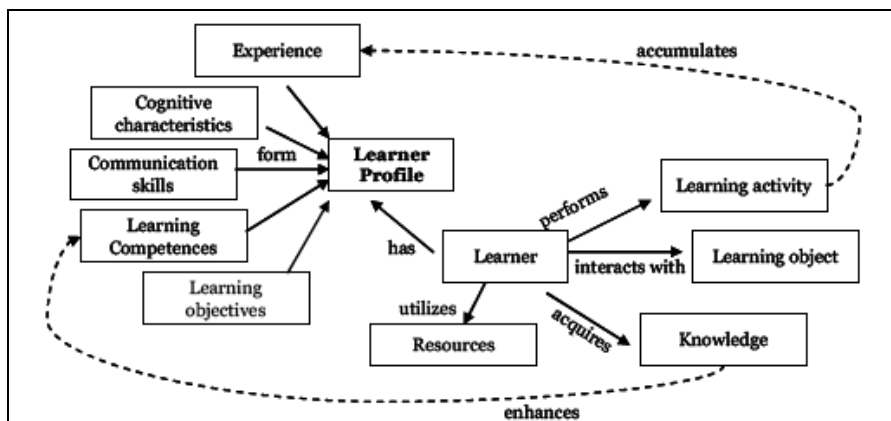 Experience
accumulates
Cognitive
characteristics
form
Learner
Profile
Communication
skills
Learning activity
performs
Learning
Competences
has
Learner
interacts with
Learning object
Learning
objectives
utilizes
Resources
acquires
Knowledge
enhances